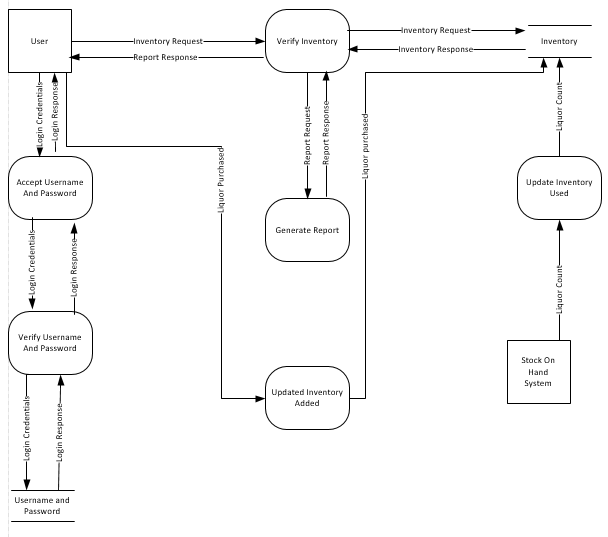 User
Inventory Request
Report Response
Verify Inventory
Inventory Request
Inventory Response
Inventory
Login Credentials
Login Response
Report Request
Report Response
Liquor purchased
Liquor Count
Liquor Purchased
Accept Username
And Password
Update Inventory
Used
Generate Report
Login Credentials
Login Response
Liquor Count
Verify Username
And Password
Stock On
Hand
System
Updated Inventory
Added
Login Credentials
Login Response
Username and
Password